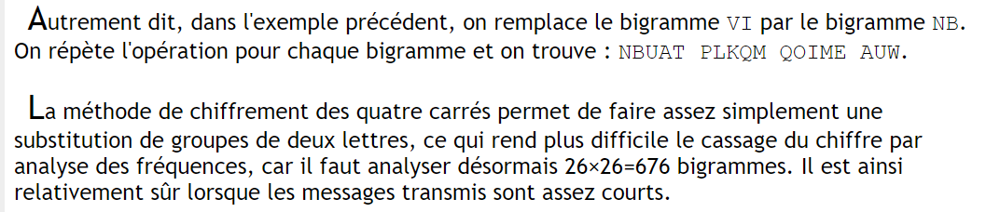 Autrement dit, dans l'exemple précédent, on remplace le bigramme VI par le bigramme NB.
On répète l'opération pour chaque bigramme et on trouve : NBUAT PLKQM QOIME AUW.
La méthode de chiffrement des quatre carrés permet de faire assez simplement une
substitution de groupes de deux lettres, ce qui rend plus difficile le cassage du chiffre par
analyse des fréquences, car il faut analyser désormais 26×26=676 bigrammes. Il est ainsi
relativement sûr lorsque les messages transmis sont assez courts.